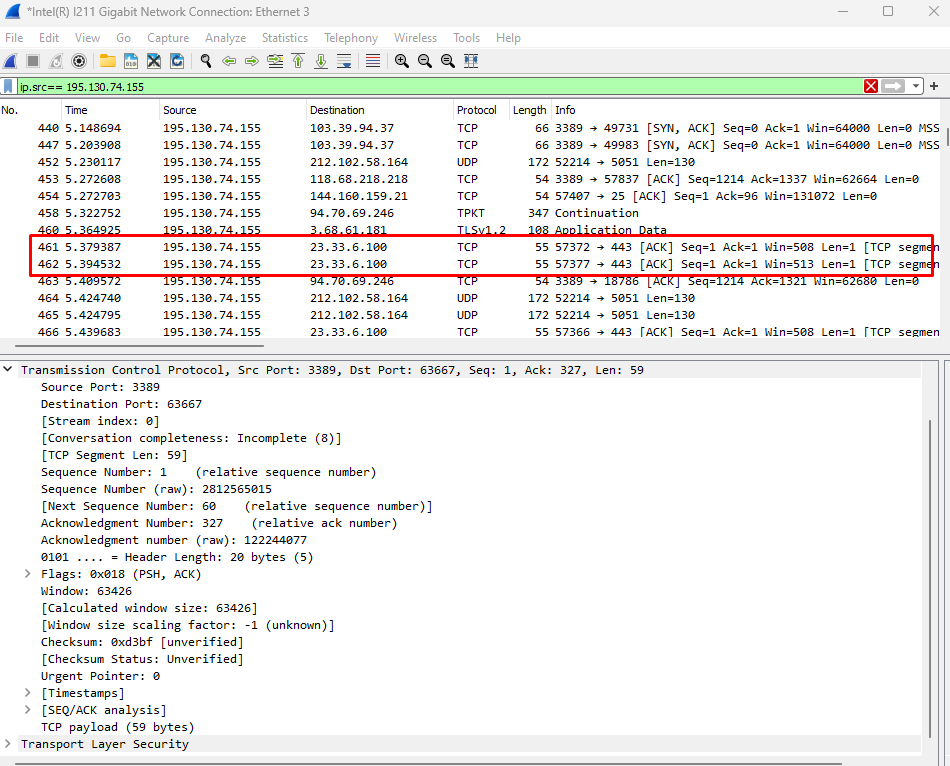 *Intel(R) I211 Gigabit Network Connection: Ethernet 3
File Edit View Go Capture Analyze Statistics Telephony Wireless Tools Help
ip.src== 195.130.74.155
No. Time Source Destination Protocol Length Info
440 5.148694 195.130.74.155 103.39.94.37 TCP 66 3389 → 49731 [SYN, ACK] Seq=0 Ack=1 Win=64000 Len=0 MSS
447 5.203908 195.130.74.155 103.39.94.37 TCP 66 3389 → 49983 [SYN, ACK] Seq=0 Ack=1 Win=64000 Len=0 MSS
452 5.230117 195.130.74.155 212.102.58.164 UDP 172 52214 → 5051 Len=130
453 5.272608 195.130.74.155 118.68.218.218 TCP 54 3389 → 57837 [ACK] Seq=1214 Ack=1337 Win=62664 Len=0
454 5.272703 195.130.74.155 144.160.159.21 TCP 54 57407 → 25 [ACK] Seq=1 Ack=96 Win=131072 Len=0
458 5.322752 195.130.74.155 94.70.69.246 TPKT 347 Continuation
460 5.364925 195.130.74.155 3.68.61.181 TLSv1.2 108 Application Data
461 5.379387 195.130.74.155 23.33.6.100 TCP 55 57372 → 443 [ACK] Seq=1 Ack=1 Win=508 Len=1 [TCP segmen
462 5.394532 195.130.74.155 23.33.6.100 TCP 55 57377 → 443 [ACK] Seq=1 Ack=1 Win=513 Len=1 [TCP segmen
463 5.409572 195.130.74.155 94.70.69.246 TCP 54 3389 → 18786 [ACK] Seq=1214 Ack=1321 Win=62680 Len=0
464 5.424740 195.130.74.155 212.102.58.164 UDP 172 52214 → 5051 Len=130
465 5.424795 195.130.74.155 212.102.58.164 UDP 172 52214 → 5051 Len=130
466 5.439683 195.130.74.155 23.33.6.100 TCP 55 57366 → 443 [ACK] Seq=1 Ack=1 Win=508 Len=1 [TCP segmen
Transmission Control Protocol, Src Port: 3389, Dst Port: 63667, Seq: 1, Ack: 327, Len: 59
Source Port: 3389
Destination Port: 63667
[Stream index: 0]
[Conversation completeness: Incomplete (8)]
[TCP Segment Len: 59]
Sequence Number: 1 (relative sequence number)
Sequence Number (raw): 2812565015
[Next Sequence Number: 60 (relative sequence number)]
Acknowledgment Number: 327 (relative ack number)
Acknowledgment number (raw): 122244077
0101 .... = Header Length: 20 bytes (5)
Flags: 0x018 (PSH, ACK)
Window: 63426
[Calculated window size: 63426]
[Window size scaling factor: -1 (unknown)]
Checksum: 0xd3bf [unverified]
[Checksum Status: Unverified]
Urgent Pointer: 0
[Timestamps]
[SEQ/ACK analysis]
TCP payload (59 bytes)
Transport Layer Security